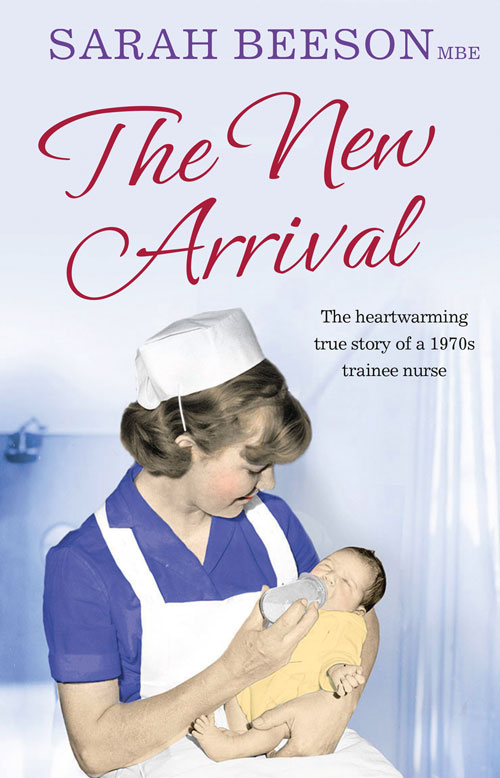 SARAH BEESON MBE
The New
Arrival
The heartwarming
true story of a 1970s
trainee nurse